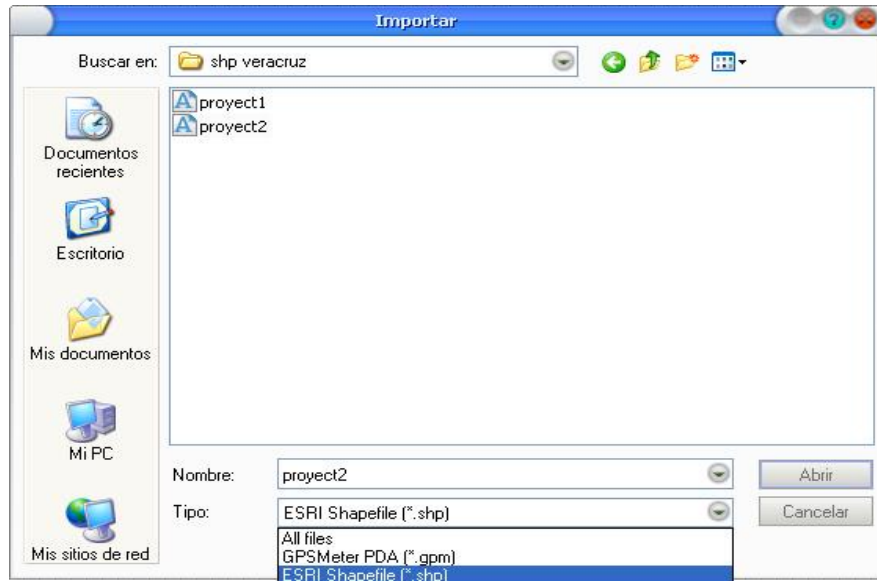 Importar
Buscar en: shp veracruz
proyect1
proyect2
Documentos
recientes
Escritorio
Mis documentos
Mi PC
Mis sitios de red
Nombre: proyect2 Abrir
Tipo: ESRI Shapefile (*.shp) Cancelar
All files
GPSMeter PDA (*.gpm)
ESRI Shapefile (*.shp)